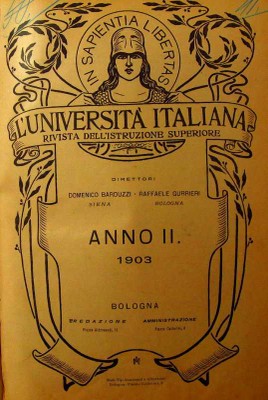 IN SAPIENTIA LIBERTAS
L'UNIVERSITÀ ITALIANA
RIVISTA DELL'ISTRUZIONE SUPERIORE
DIRETTORI
DOMENICO BARDUZZI - RAFFAELE GURRIERI
SIENA BOLOGNA
ANNO II.
1903
BOLOGNA
REDAZIONE AMMINISTRAZIONE